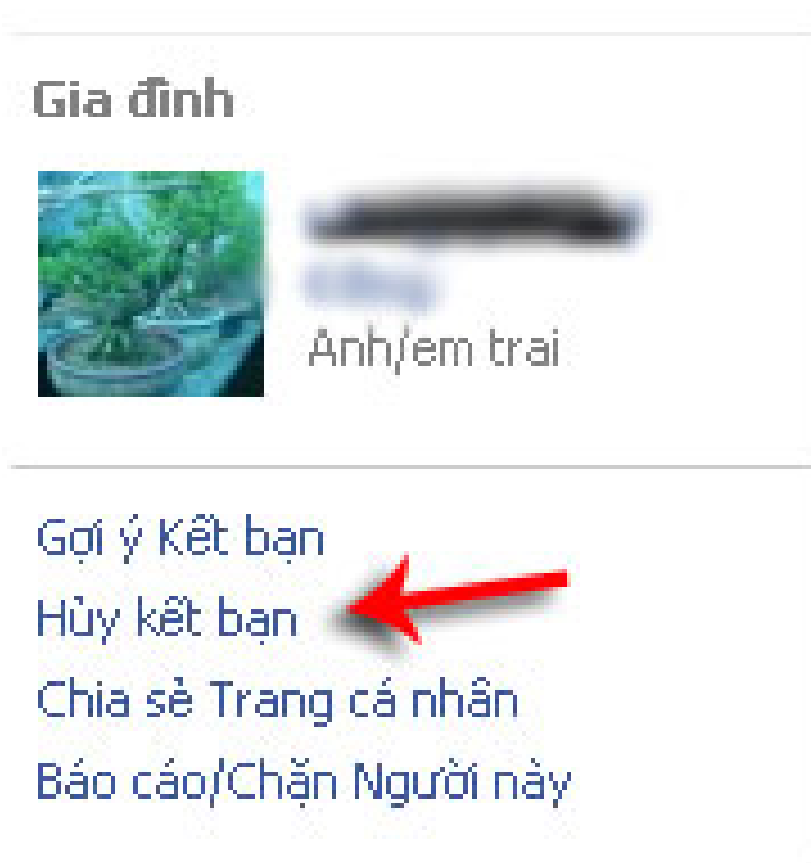 Gia đình
Anh/em trai
Gợi ý Kết bạn
Hủy kết bạn
Chia sẻ Trang cá nhân
Báo cáo/Chặn Người này